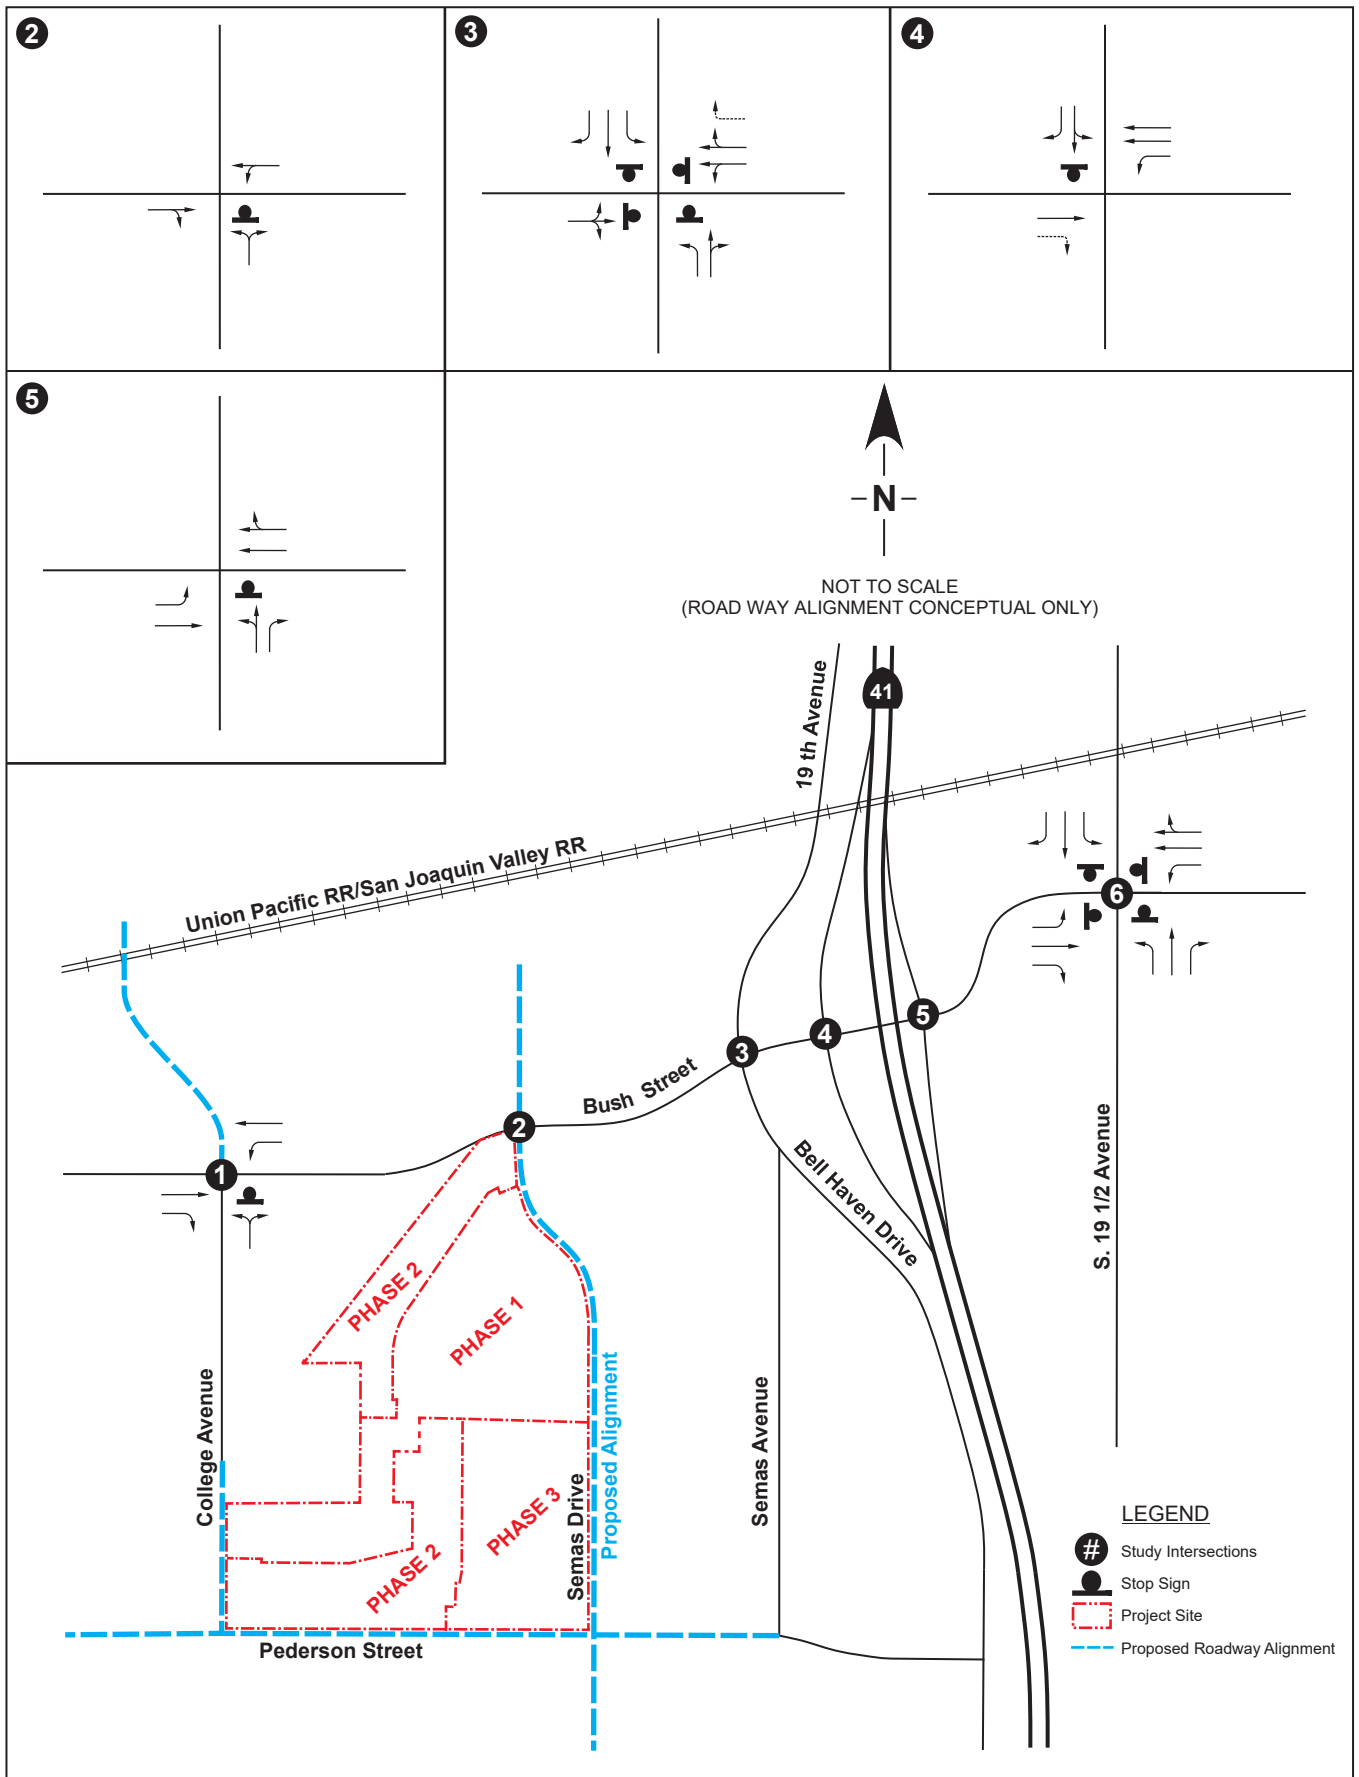 2
3
4
5
N
NOT TO SCALE
(ROAD WAY ALIGNMENT CONCEPTUAL ONLY)
19 th Avenue
41
Union Pacific RR/San Joaquin Valley RR
6
5
4
3
Bush Street
2
1
Bell Haven Drive
S. 19 1/2 Avenue
PHASE 2
PHASE 1
College Avenue
Proposed Alignment
Semas Avenue
Semas Drive
PHASE 3
PHASE 2
Pederson Street
LEGEND
# Study Intersections
Stop Sign
Project Site
Proposed Roadway Alignment